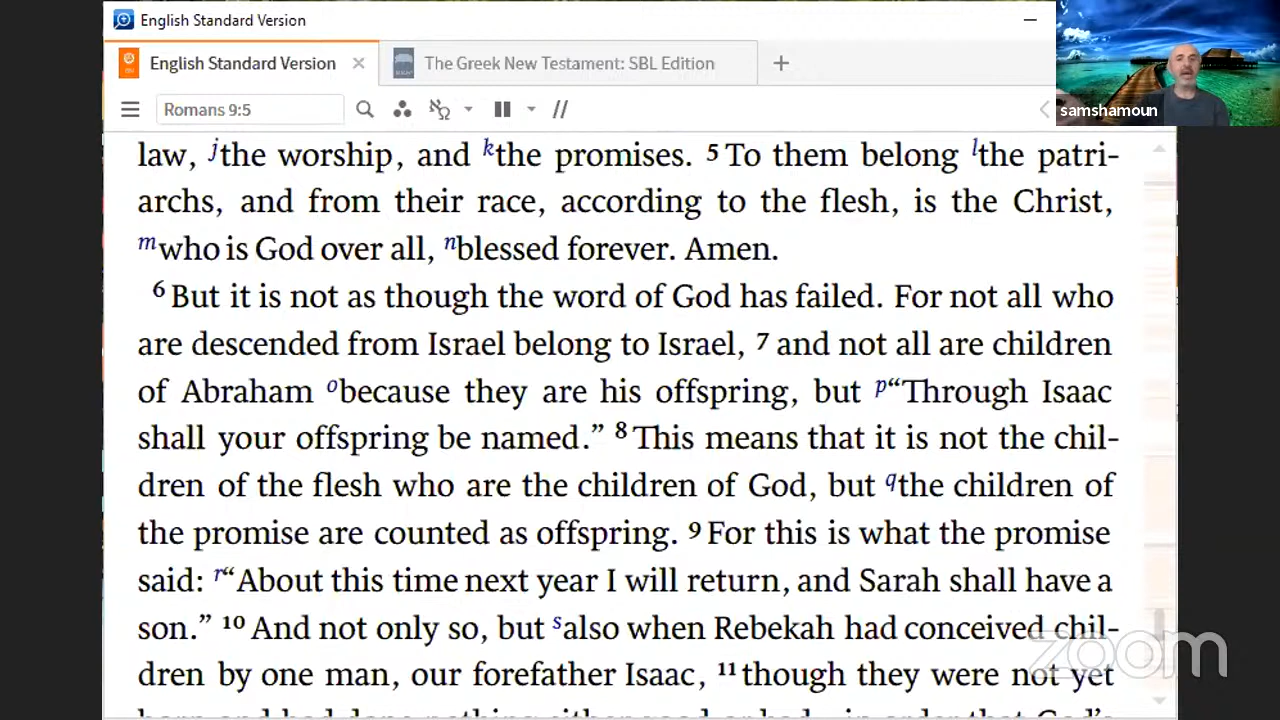 English Standard Version
English Standard Version
The Greek New Testament: SBL Edition
Romans 9:5
samshamoun
law, jthe worship, and kthe promises. 5 To them belong lthe patri-
archs, and from their race, according to the flesh, is the Christ,
mwho is God over all, nblessed forever. Amen.
6 But it is not as though the word of God has failed. For not all who
are descended from Israel belong to Israel, 7 and not all are children
of Abraham obecause they are his offspring, but p“Through Isaac
shall your offspring be named.” 8 This means that it is not the chil-
dren of the flesh who are the children of God, but qthe children of
the promise are counted as offspring. 9 For this is what the promise
said: r“About this time next year I will return, and Sarah shall have a
son.” 10 And not only so, but salso when Rebekah had conceived chil-
dren by one man, our forefather Isaac, 11 though they were not yet
zoom